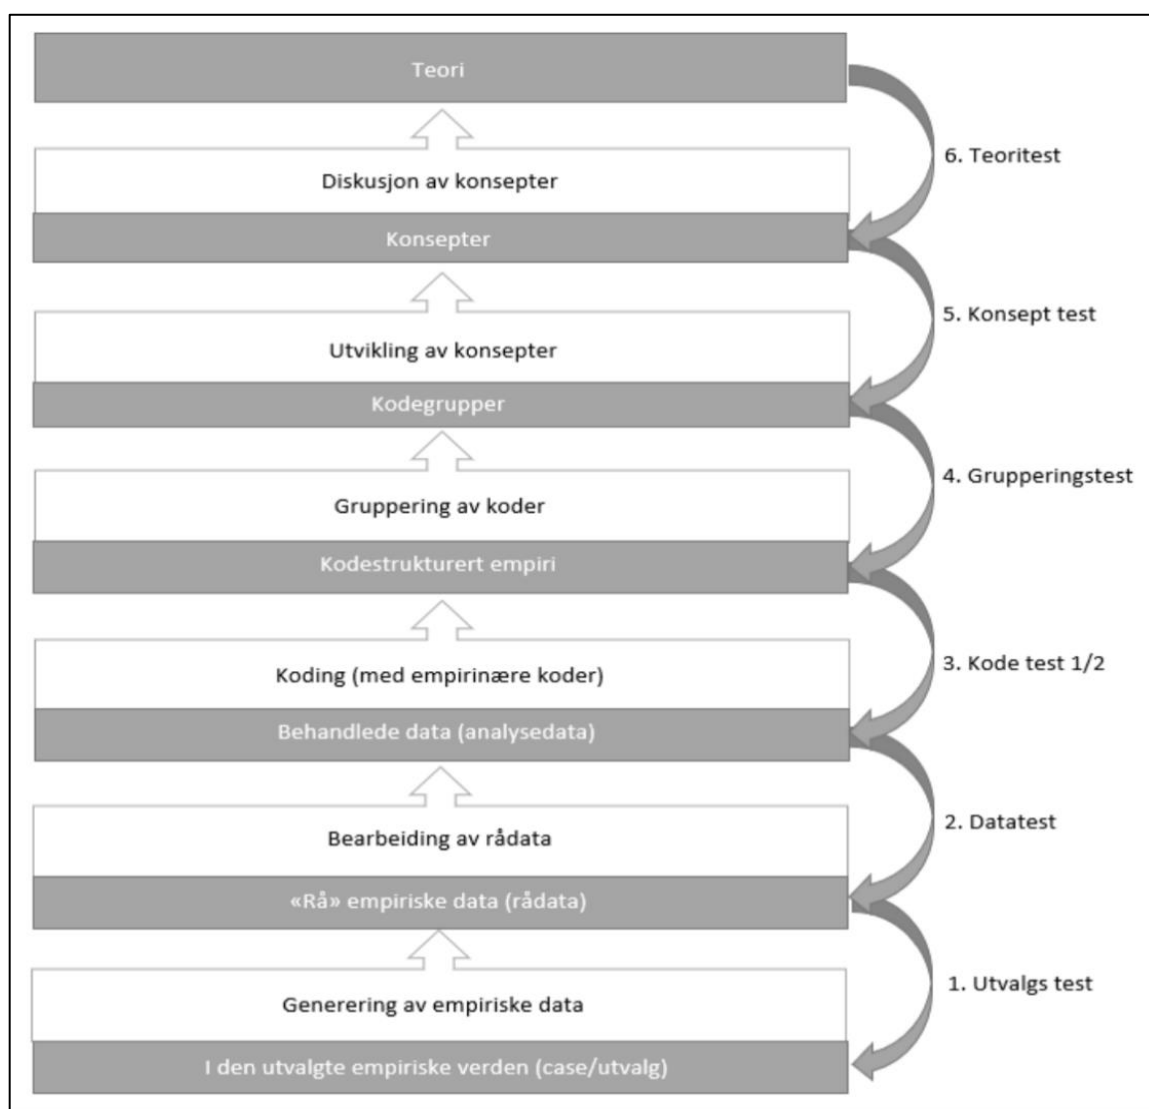 Teori
6. Teoritest
Diskusjon av konsepter
Konsepter
5. Konsept test
Utvikling av konsepter
Kodegrupper
4. Grupperingstest
Gruppering av koder
Kodestrukturert empiri
3. Kode test 1/2
Koding (med empirinære koder)
Behandlede data (analysedata)
2. Datatest
Bearbeiding av rådata
«Rå» empiriske data (rådata)
1. Utvalgs test
Generering av empiriske data
I den utvalgte empiriske verden (case/utvalg)